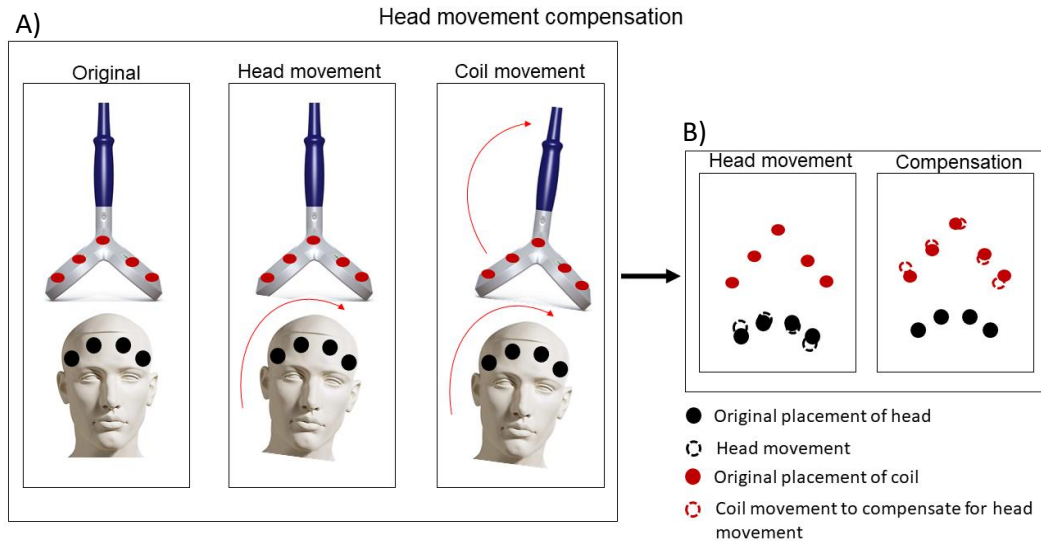 Head movement compensation
A)
Original
Head movement
Coil movement
B)
Head movement
Compensation
Original placement of head
Head movement
Original placement of coil
Coil movement to compensate for head
movement